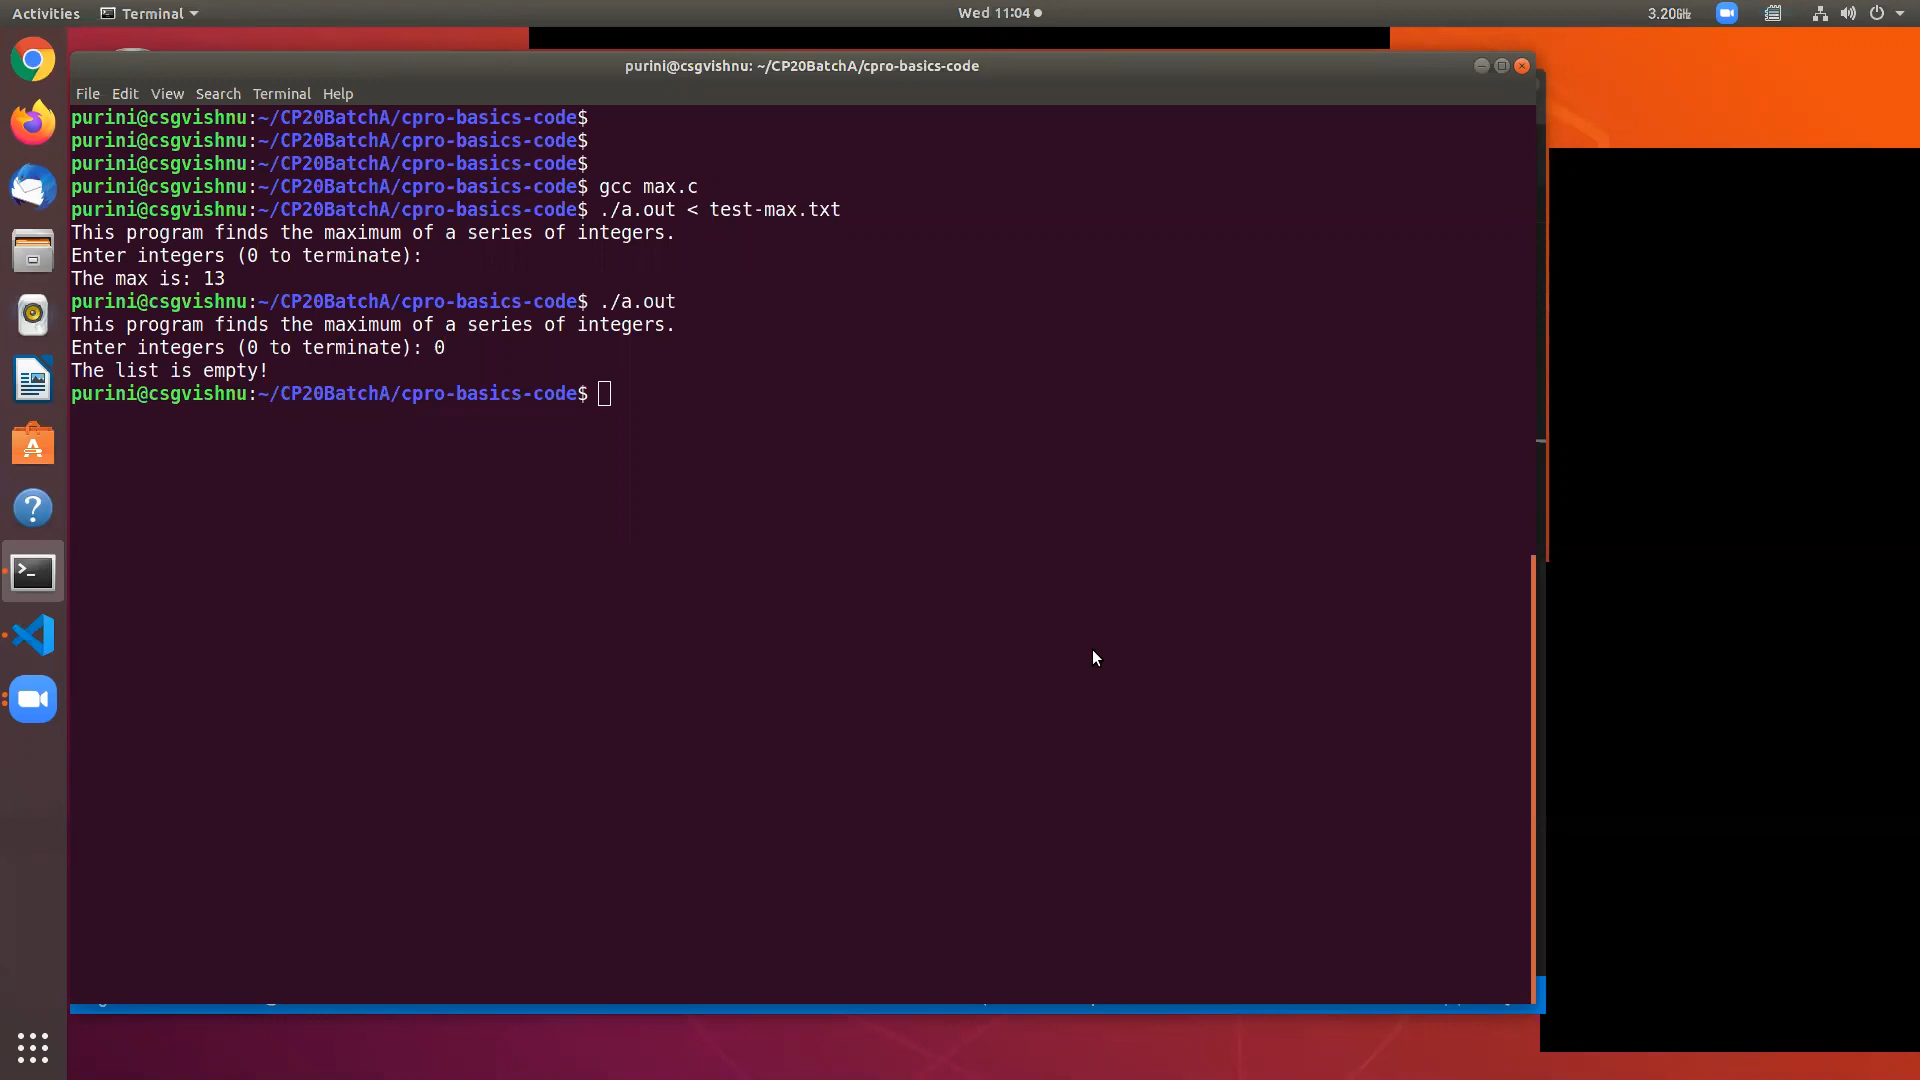 Activities Terminal Wed 11:04 3.20GHz
purini@csgvishnu: ~/CP20BatchA/cpro-basics-code
File Edit View Search Terminal Help
purini@csgvishnu:~/CP20BatchA/cpro-basics-code$
purini@csgvishnu:~/CP20BatchA/cpro-basics-code$
purini@csgvishnu:~/CP20BatchA/cpro-basics-code$
purini@csgvishnu:~/CP20BatchA/cpro-basics-code$ gcc max.c
purini@csgvishnu:~/CP20BatchA/cpro-basics-code$ ./a.out < test-max.txt
This program finds the maximum of a series of integers.
Enter integers (0 to terminate):
The max is: 13
purini@csgvishnu:~/CP20BatchA/cpro-basics-code$ ./a.out
This program finds the maximum of a series of integers.
Enter integers (0 to terminate): 0
The list is empty!
purini@csgvishnu:~/CP20BatchA/cpro-basics-code$